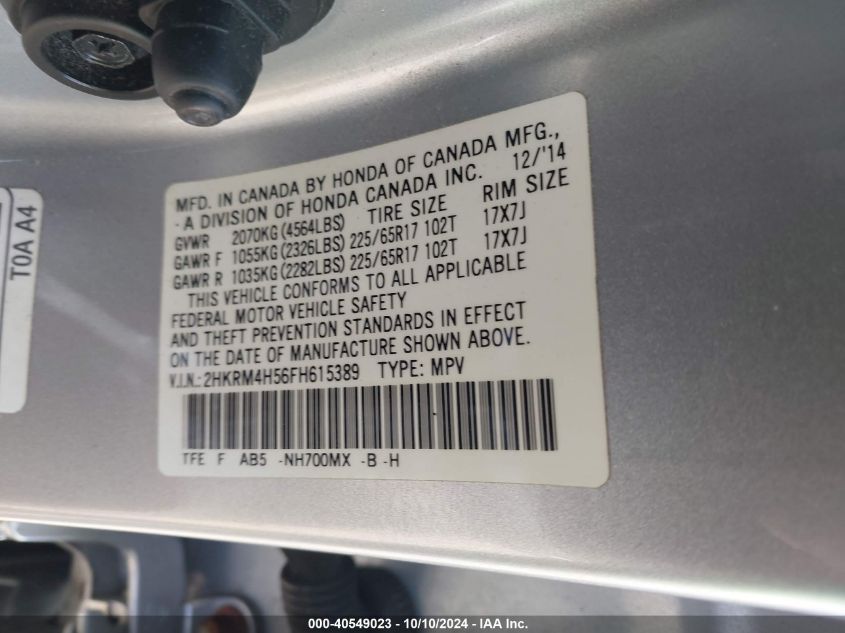 MFD. IN CANADA BY HONDA OF CANADA MFG.,
- A DIVISION OF HONDA CANADA INC. 12/'14
GVWR 2070KG(4564LBS) TIRE SIZE RIM SIZE
GAWR F 1055KG(2326LBS) 225/65R17 102T 17X7J
GAWR R 1035KG(2282LBS) 225/65R17 102T 17X7J
THIS VEHICLE CONFORMS TO ALL APPLICABLE
FEDERAL MOTOR VEHICLE SAFETY
AND THEFT PREVENTION STANDARDS IN EFFECT
ON THE DATE OF MANUFACTURE SHOWN ABOVE.
V.I.N.: 2HKRM4H56FH615389 TYPE: MPV
TFE F AB5 -NH700MX -B -H
T0A A4
000-40549023 - 10/10/2024 - IAA Inc.